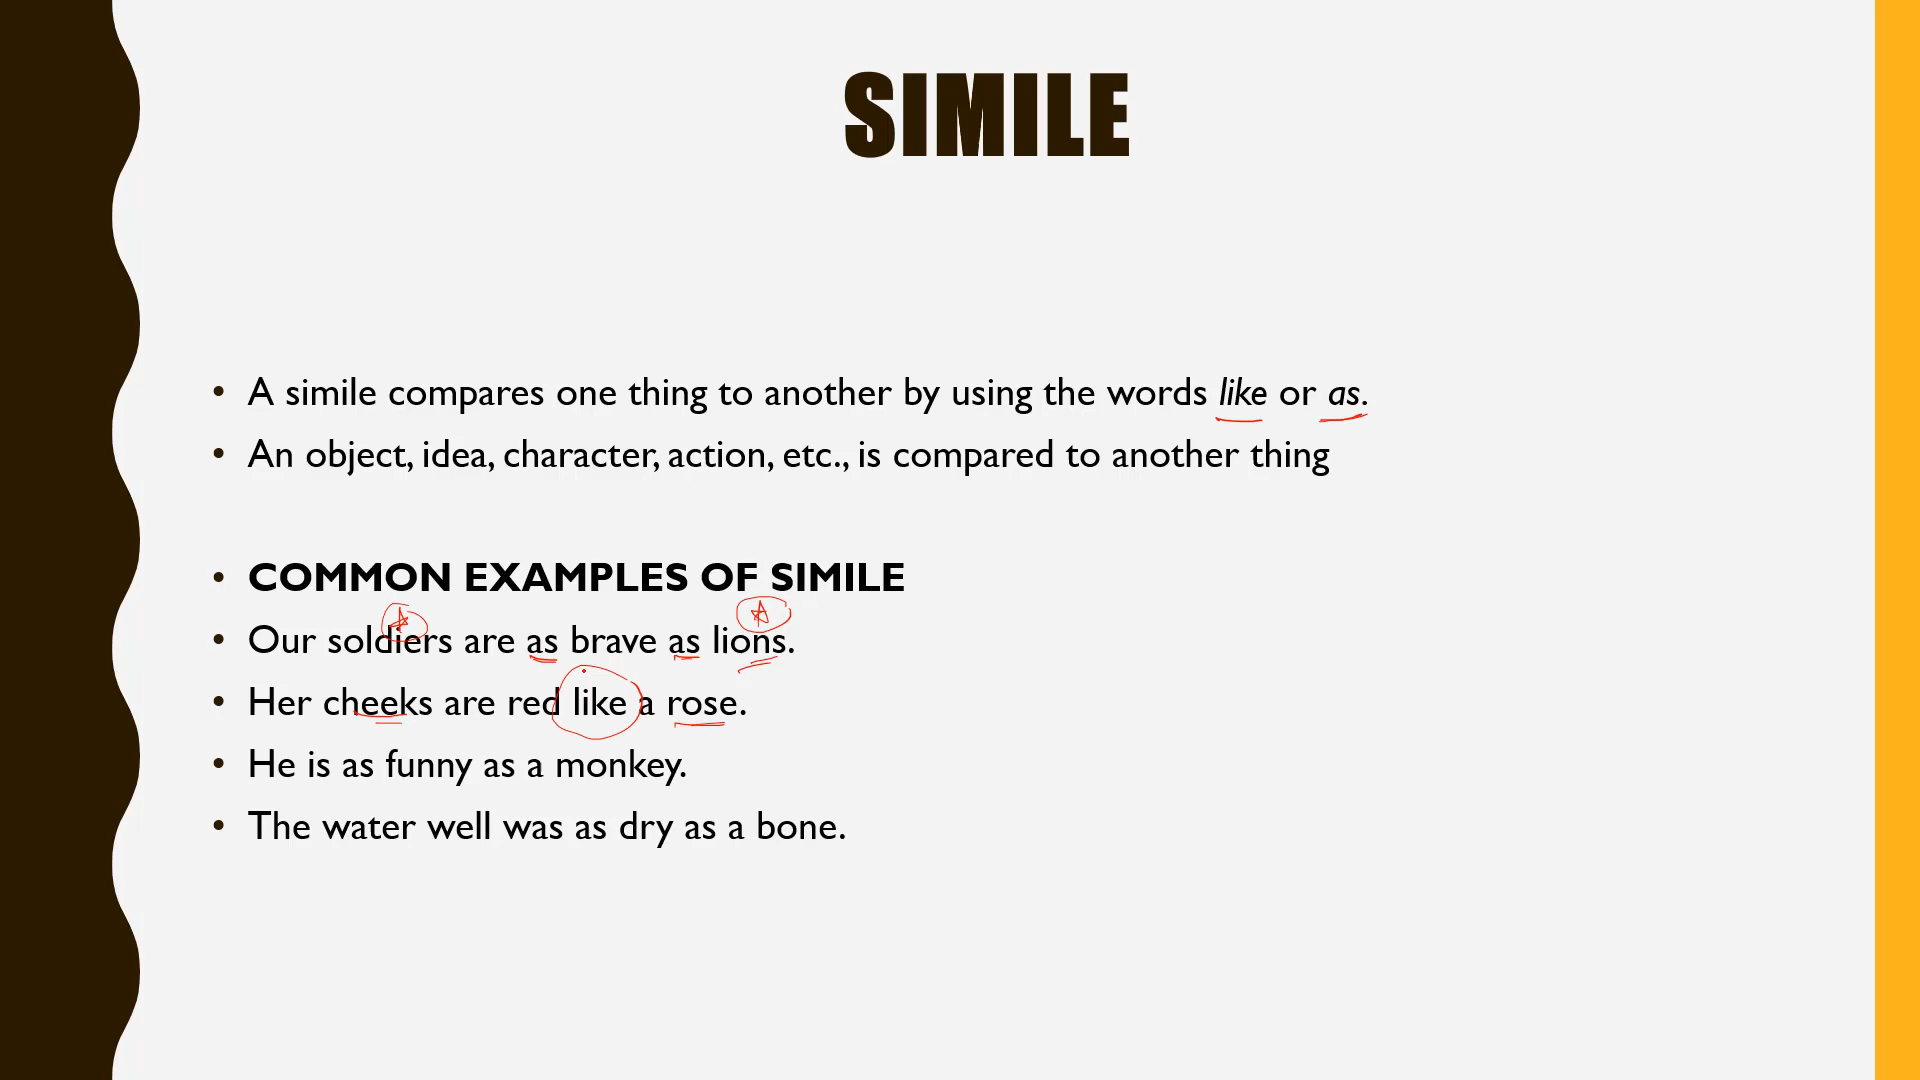 SIMILE
• A simile compares one thing to another by using the words like or as.
• An object, idea, character, action, etc., is compared to another thing
• COMMON EXAMPLES OF SIMILE
• Our soldiers are as brave as lions.
• Her cheeks are red like a rose.
• He is as funny as a monkey.
• The water well was as dry as a bone.